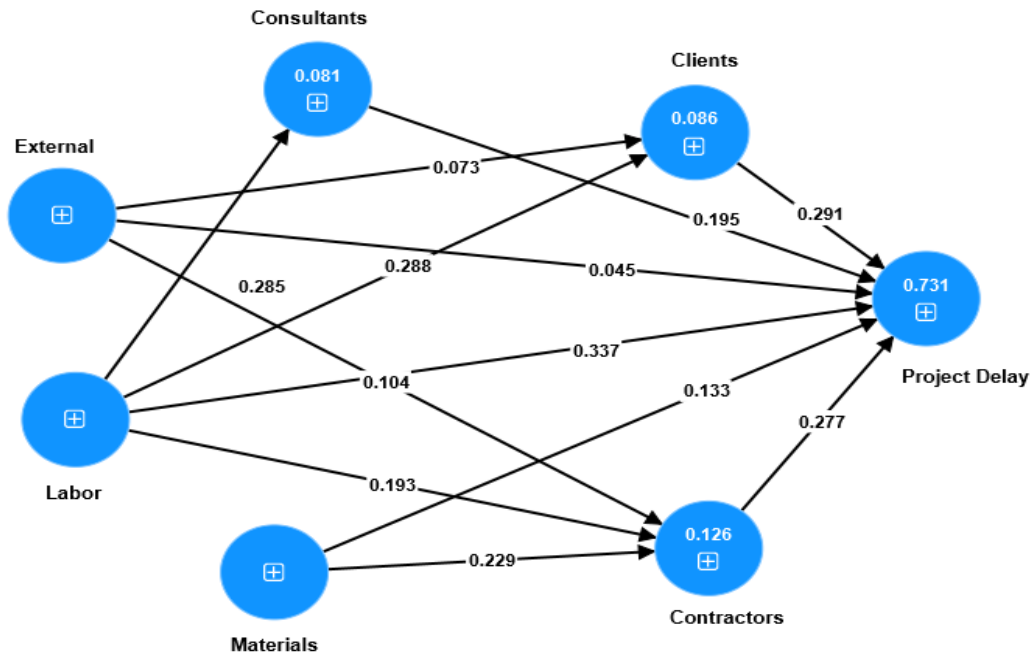 Consultants
0.081
Clients
0.086
External
0.073
0.195
0.291
0.288
0.045
0.285
0.731
0.337
Project Delay
0.104
0.133
0.277
Labor
0.193
0.126
0.229
Contractors
Materials